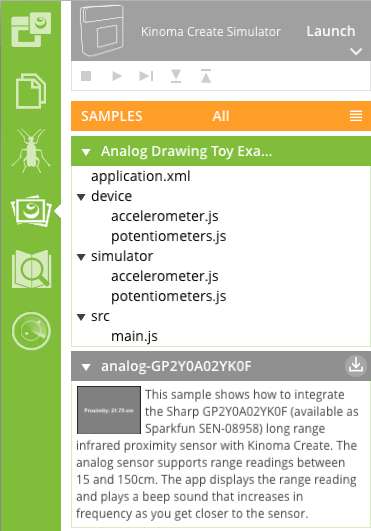 Kinoma Create Simulator Launch
SAMPLES All
Analog Drawing Toy Exa...
application.xml
device
accelerometer.js
potentiometers.js
simulator
accelerometer.js
potentiometers.js
src
main.js
analog-GP2Y0A02YK0F
Proximity: 21.70 cm
This sample shows how to integrate
the Sharp GP2Y0A02YK0F (available as
Sparkfun SEN-08958) long range
infrared proximity sensor with Kinoma Create. The
analog sensor supports range readings between
15 and 150cm. The app displays the range reading
and plays a beep sound that increases in
frequency as you get closer to the sensor.